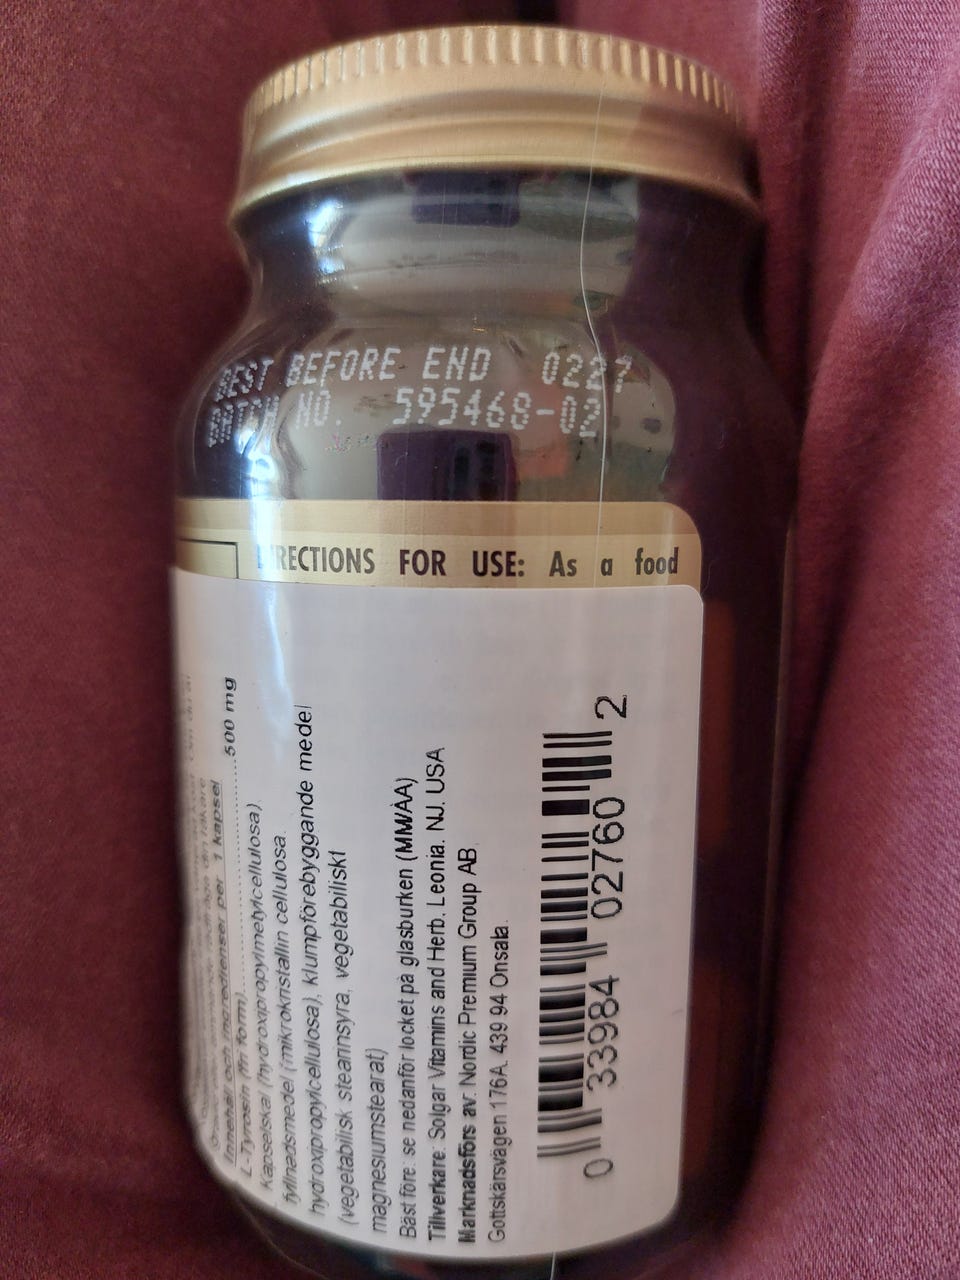 BEST BEFORE END 0227
BATCH NO. 595468-02
DIRECTIONS FOR USE: As a food
Innehåll och ingredienser per 1 kapsel
L-Tyrosin (fri form)..............................500 mg
Kapselskal (hydroxipropylmetylcellulosa),
fyllnadsmedel (mikrokristallin cellulosa,
hydroxipropylcellulosa), klumpförebyggande medel
(vegetabilisk stearinsyra, vegetabiliskt
magnesiumstearat)
Bäst före: se nedanför locket på glasburken (MM/ÅÅ)
Tillverkare: Solgar Vitamins and Herb, Leonia, NJ, USA
Marknadsförs av: Nordic Premium Group AB,
Gottskärsvägen 176A, 439 94 Onsala.
0 33984 02760 2